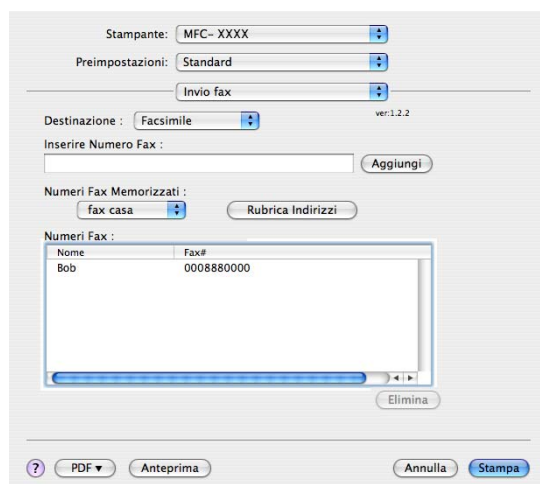 Stampante: MFC- XXXX
Preimpostazioni: Standard
Invio fax
Destinazione : Facsimile ver:1.2.2
Inserire Numero Fax :
Aggiungi
Numeri Fax Memorizzati :
fax casa Rubrica Indirizzi
Numeri Fax :
Nome Fax#
Bob 0008880000
Elimina
? PDF▼ Anteprima Annulla Stampa